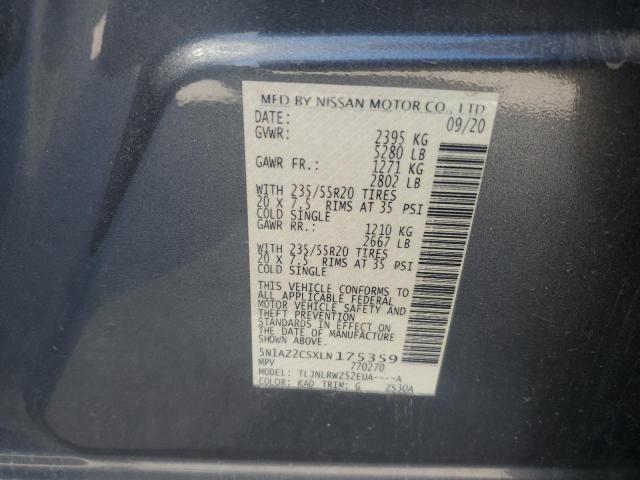 MFD BY NISSAN MOTOR CO., LTD
DATE: 09/20
GVWR: 2395 KG
5280 LB
GAWR FR.: 1271 KG
2802 LB
WITH 235/55R20 TIRES
20 X 7.5 RIMS AT 35 PSI
COLD SINGLE
GAWR RR.: 1210 KG
2667 LB
WITH 235/55R20 TIRES
20 X 7.5 RIMS AT 35 PSI
COLD SINGLE
THIS VEHICLE CONFORMS TO
ALL APPLICABLE FEDERAL
MOTOR VEHICLE SAFETY AND
THEFT PREVENTION
STANDARDS IN EFFECT ON
THE DATE OF MANUFACTURE
SHOWN ABOVE.
5N1AZ2CSXLN175359
MPV 770270
MODEL: TLJNLRWZ52EUA----A
COLOR: KAD TRIM: G 2S30A